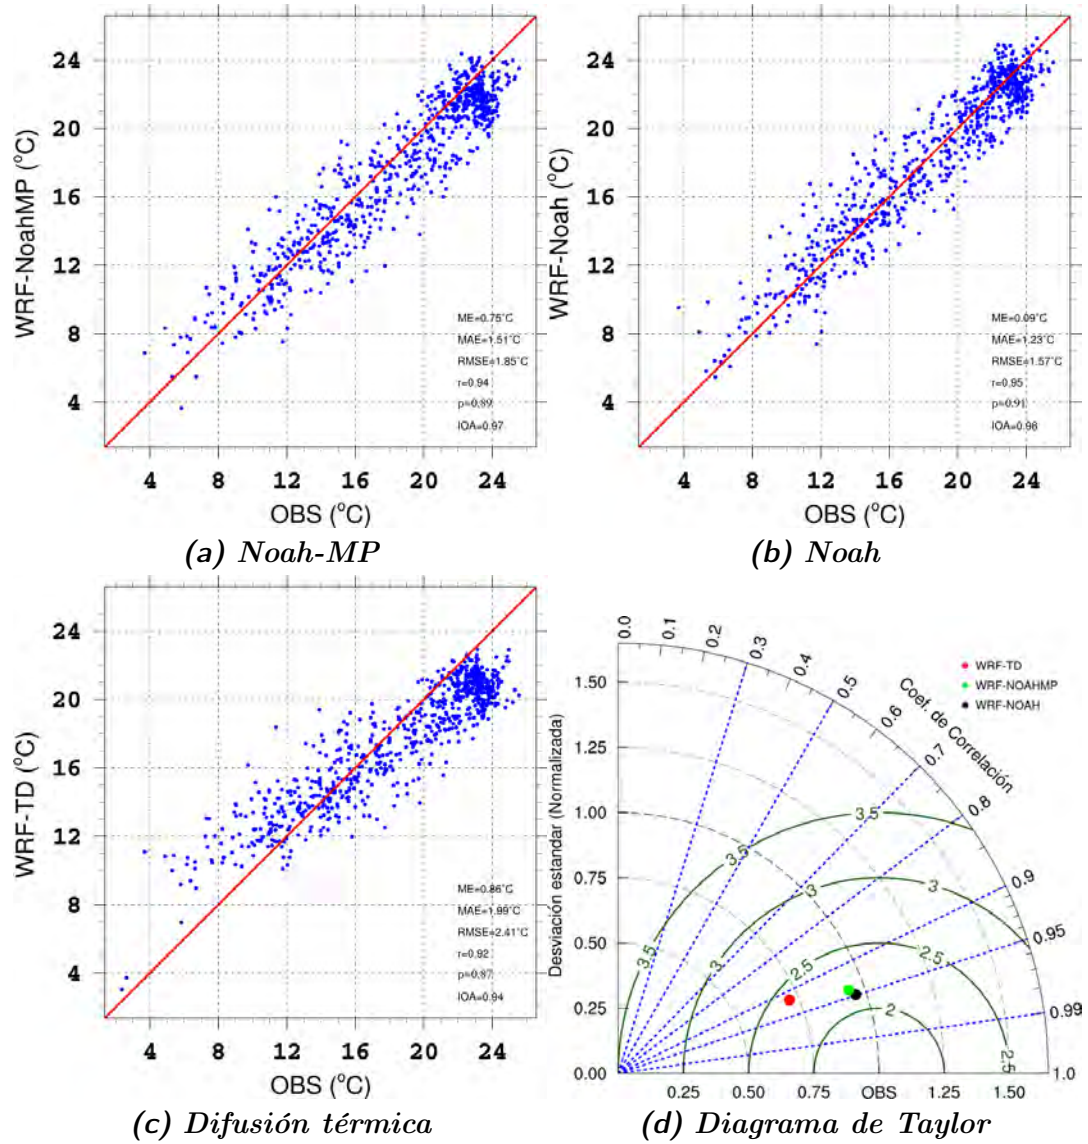 24
20
16
12
8
4
WRF-NoahMP (°C)
ME=0.75°C
MAE=1.51°C
RMSE=1.85°C
r=0.94
p=0.89
IOA=0.97
4 8 12 16 20 24
OBS (°C)
(a) Noah-MP
24
20
16
12
8
4
WRF-Noah (°C)
ME=0.09°C
MAE=1.23°C
RMSE=1.57°C
r=0.95
p=0.91
IOA=0.98
4 8 12 16 20 24
OBS (°C)
(b) Noah
24
20
16
12
8
4
WRF-TD (°C)
ME=0.86°C
MAE=1.99°C
RMSE=2.41°C
r=0.92
p=0.87
IOA=0.94
4 8 12 16 20 24
OBS (°C)
(c) Difusión térmica
WRF-TD
WRF-NOAHMP
WRF-NOAH
Coef. de Correlación
0.0 0.1 0.2 0.3 0.4 0.5 0.6 0.7 0.8 0.9 0.95 0.99 1.0
Desviación estandar (Normalizada)
1.50
1.25
1.00
0.75
0.50
0.25
0.00
3.5 3.5 3.5
3 3 3
2.5 2.5 2.5
2
0.25 0.50 0.75 OBS 1.25 1.50
(d) Diagrama de Taylor